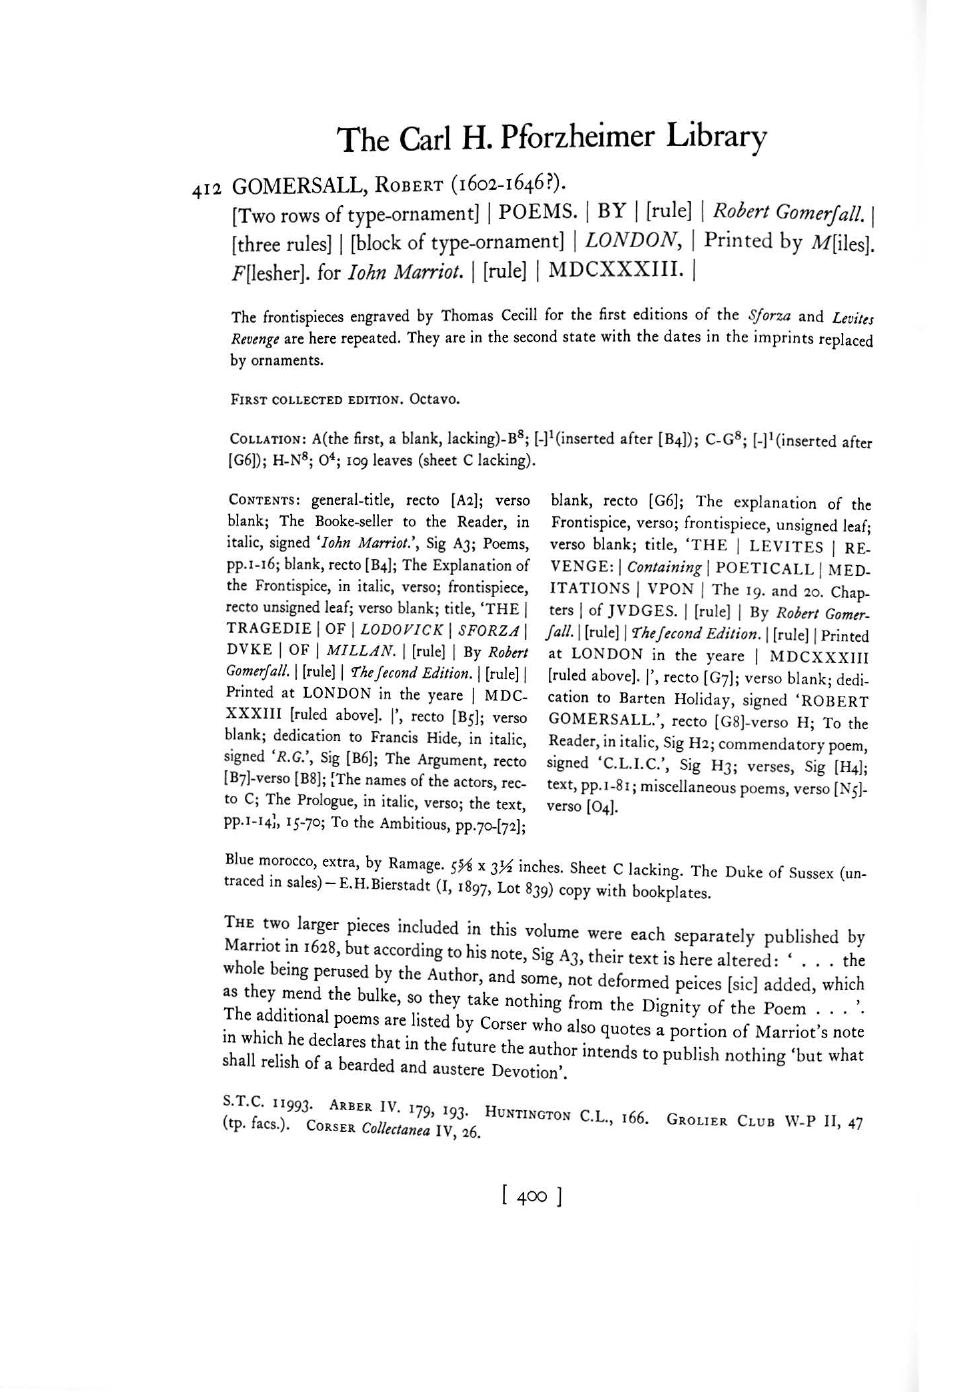 The Carl H. Pforzheimer Library
412 GOMERSALL, ROBERT (1602-1646?).
[Two rows of type-ornament] | POEMS. | BY | [rule] | Robert Gomerſall. |
[three rules] | [block of type-ornament] | LONDON, | Printed by M[iles].
F[lesher]. for Iohn Marriot. | [rule] | MDCXXXIII. |
The frontispieces engraved by Thomas Cecill for the first editions of the Sforza and Levites
Revenge are here repeated. They are in the second state with the dates in the imprints replaced
by ornaments.
FIRST COLLECTED EDITION. Octavo.
COLLATION: A(the first, a blank, lacking)-B⁸; [-]¹(inserted after [B4]); C-G⁸; [-]¹(inserted after
[G6]); H-N⁸; O⁴; 109 leaves (sheet C lacking).
CONTENTS: general-title, recto [A2]; verso
blank; The Booke-seller to the Reader, in
italic, signed ‘Iohn Marriot.’, Sig A3; Poems,
pp.1-16; blank, recto [B4]; The Explanation of
the Frontispice, in italic, verso; frontispiece,
recto unsigned leaf; verso blank; title, ‘THE |
TRAGEDIE | OF | LODOVICK | SFORZA |
DVKE | OF | MILLAN. | [rule] | By Robert
Gomerſall. | [rule] | The ſecond Edition. | [rule] |
Printed at LONDON in the yeare | MDC-
XXXIII [ruled above]. |’, recto [B5]; verso
blank; dedication to Francis Hide, in italic,
signed ‘R.G.’, Sig [B6]; The Argument, recto
[B7]-verso [B8]; [The names of the actors, rec-
to C; The Prologue, in italic, verso; the text,
pp.1-14], 15-70; To the Ambitious, pp.70-[72];
blank, recto [G6]; The explanation of the
Frontispice, verso; frontispiece, unsigned leaf;
verso blank; title, ‘THE | LEVITES | RE-
VENGE: | Containing | POETICALL | MED-
ITATIONS | VPON | The 19. and 20. Chap-
ters | of JVDGES. | [rule] | By Robert Gomer-
ſall. | [rule] | The ſecond Edition. | [rule] | Printed
at LONDON in the yeare | MDCXXXIII
[ruled above]. |’, recto [G7]; verso blank; dedi-
cation to Barten Holiday, signed ‘ROBERT
GOMERSALL.’, recto [G8]-verso H; To the
Reader, in italic, Sig H2; commendatory poem,
signed ‘C.L.I.C.’, Sig H3; verses, Sig [H4];
text, pp.1-81; miscellaneous poems, verso [N5]-
verso [O4].
Blue morocco, extra, by Ramage. 5⅝ x 3½ inches. Sheet C lacking. The Duke of Sussex (un-
traced in sales)—E.H.Bierstadt (I, 1897, Lot 839) copy with bookplates.
THE two larger pieces included in this volume were each separately published by
Marriot in 1628, but according to his note, Sig A3, their text is here altered: ‘ . . . the
whole being perused by the Author, and some, not deformed peices [sic] added, which
as they mend the bulke, so they take nothing from the Dignity of the Poem . . . ’.
The additional poems are listed by Corser who also quotes a portion of Marriot's note
in which he declares that in the future the author intends to publish nothing ‘but what
shall relish of a bearded and austere Devotion’.
S.T.C. 11993. ARBER IV. 179, 193. HUNTINGTON C.L., 166. GROLIER CLUB W-P II, 47
(tp. facs.). CORSER Collectanea IV, 26.
[ 400 ]